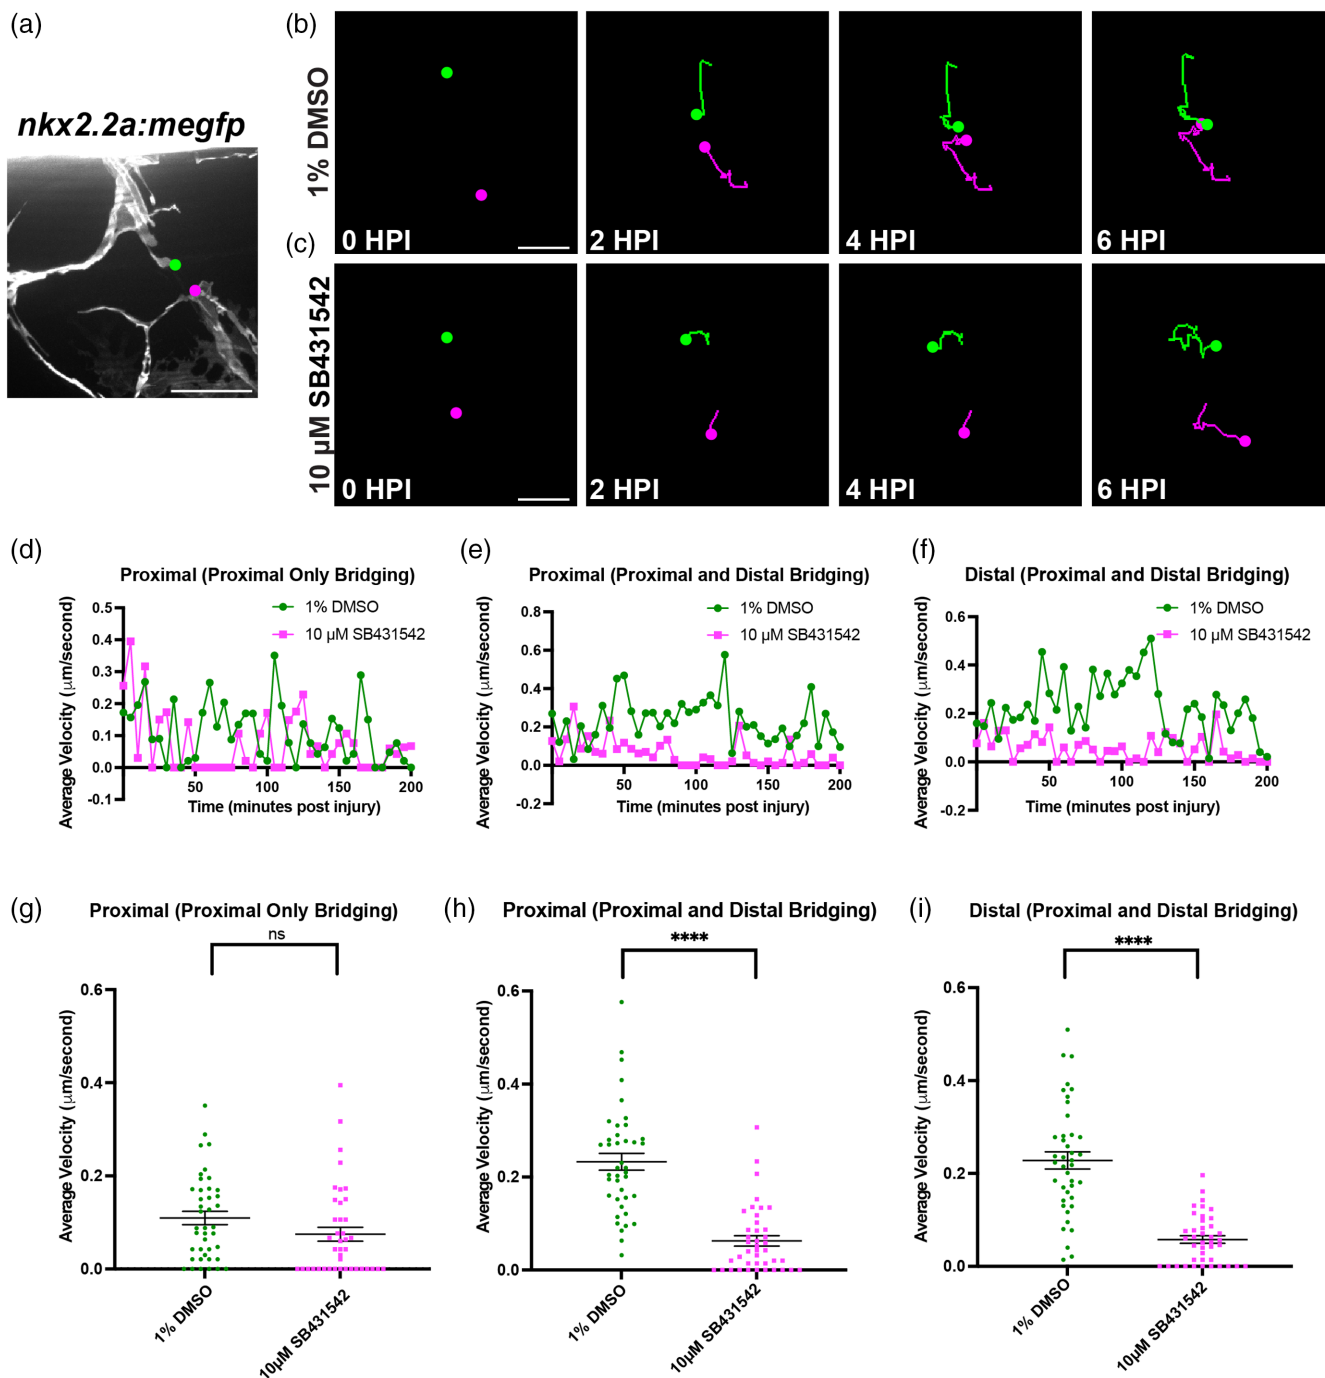 (a)
nkx2.2a:megfp
(b)
1% DMSO
0 HPI
2 HPI
4 HPI
6 HPI
(c)
10 µM SB431542
0 HPI
2 HPI
4 HPI
6 HPI
(d)
Proximal (Proximal Only Bridging)
1% DMSO
10 µM SB431542
Average Velocity (µm/second)
0.5
0.4
0.3
0.2
0.1
0.0
-0.1
50
100
150
200
Time (minutes post injury)
(e)
Proximal (Proximal and Distal Bridging)
1% DMSO
10 µM SB431542
Average Velocity (µm/second)
0.8
0.6
0.4
0.2
0.0
-0.2
50
100
150
200
Time (minutes post injury)
(f)
Distal (Proximal and Distal Bridging)
1% DMSO
10 µM SB431542
Average Velocity (µm/second)
0.6
0.4
0.2
0.0
-0.2
50
100
150
200
Time (minutes post injury)
(g)
Proximal (Proximal Only Bridging)
ns
Average Velocity (µm/second)
0.6
0.4
0.2
0.0
1% DMSO
10µM SB431542
(h)
Proximal (Proximal and Distal Bridging)
****
Average Velocity (µm/second)
0.6
0.4
0.2
0.0
1% DMSO
10µM SB431542
(i)
Distal (Proximal and Distal Bridging)
****
Average Velocity (µm/second)
0.6
0.4
0.2
0.0
1% DMSO
10µM SB431542